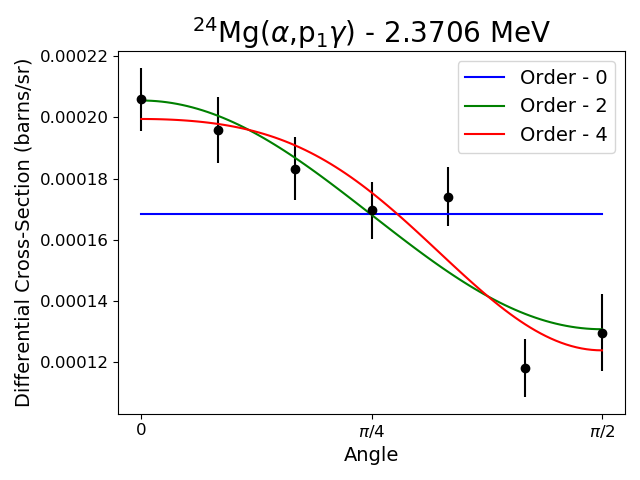 ²⁴Mg(α,p₁γ) - 2.3706 MeV
Differential Cross-Section (barns/sr)
0.00022
0.00020
0.00018
0.00016
0.00014
0.00012
Order - 0
Order - 2
Order - 4
0 π/4 π/2
Angle